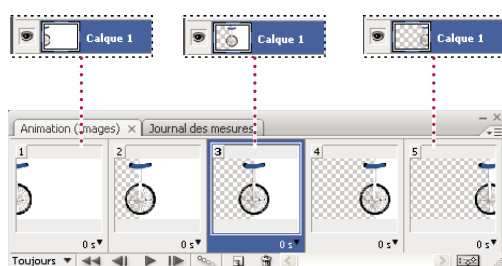 Calque 1
Calque 1
Calque 1
Animation (Images) × Journal des mesures
1 2 3 4 5
0 s 0 s 0 s 0 s 0 s
Toujours